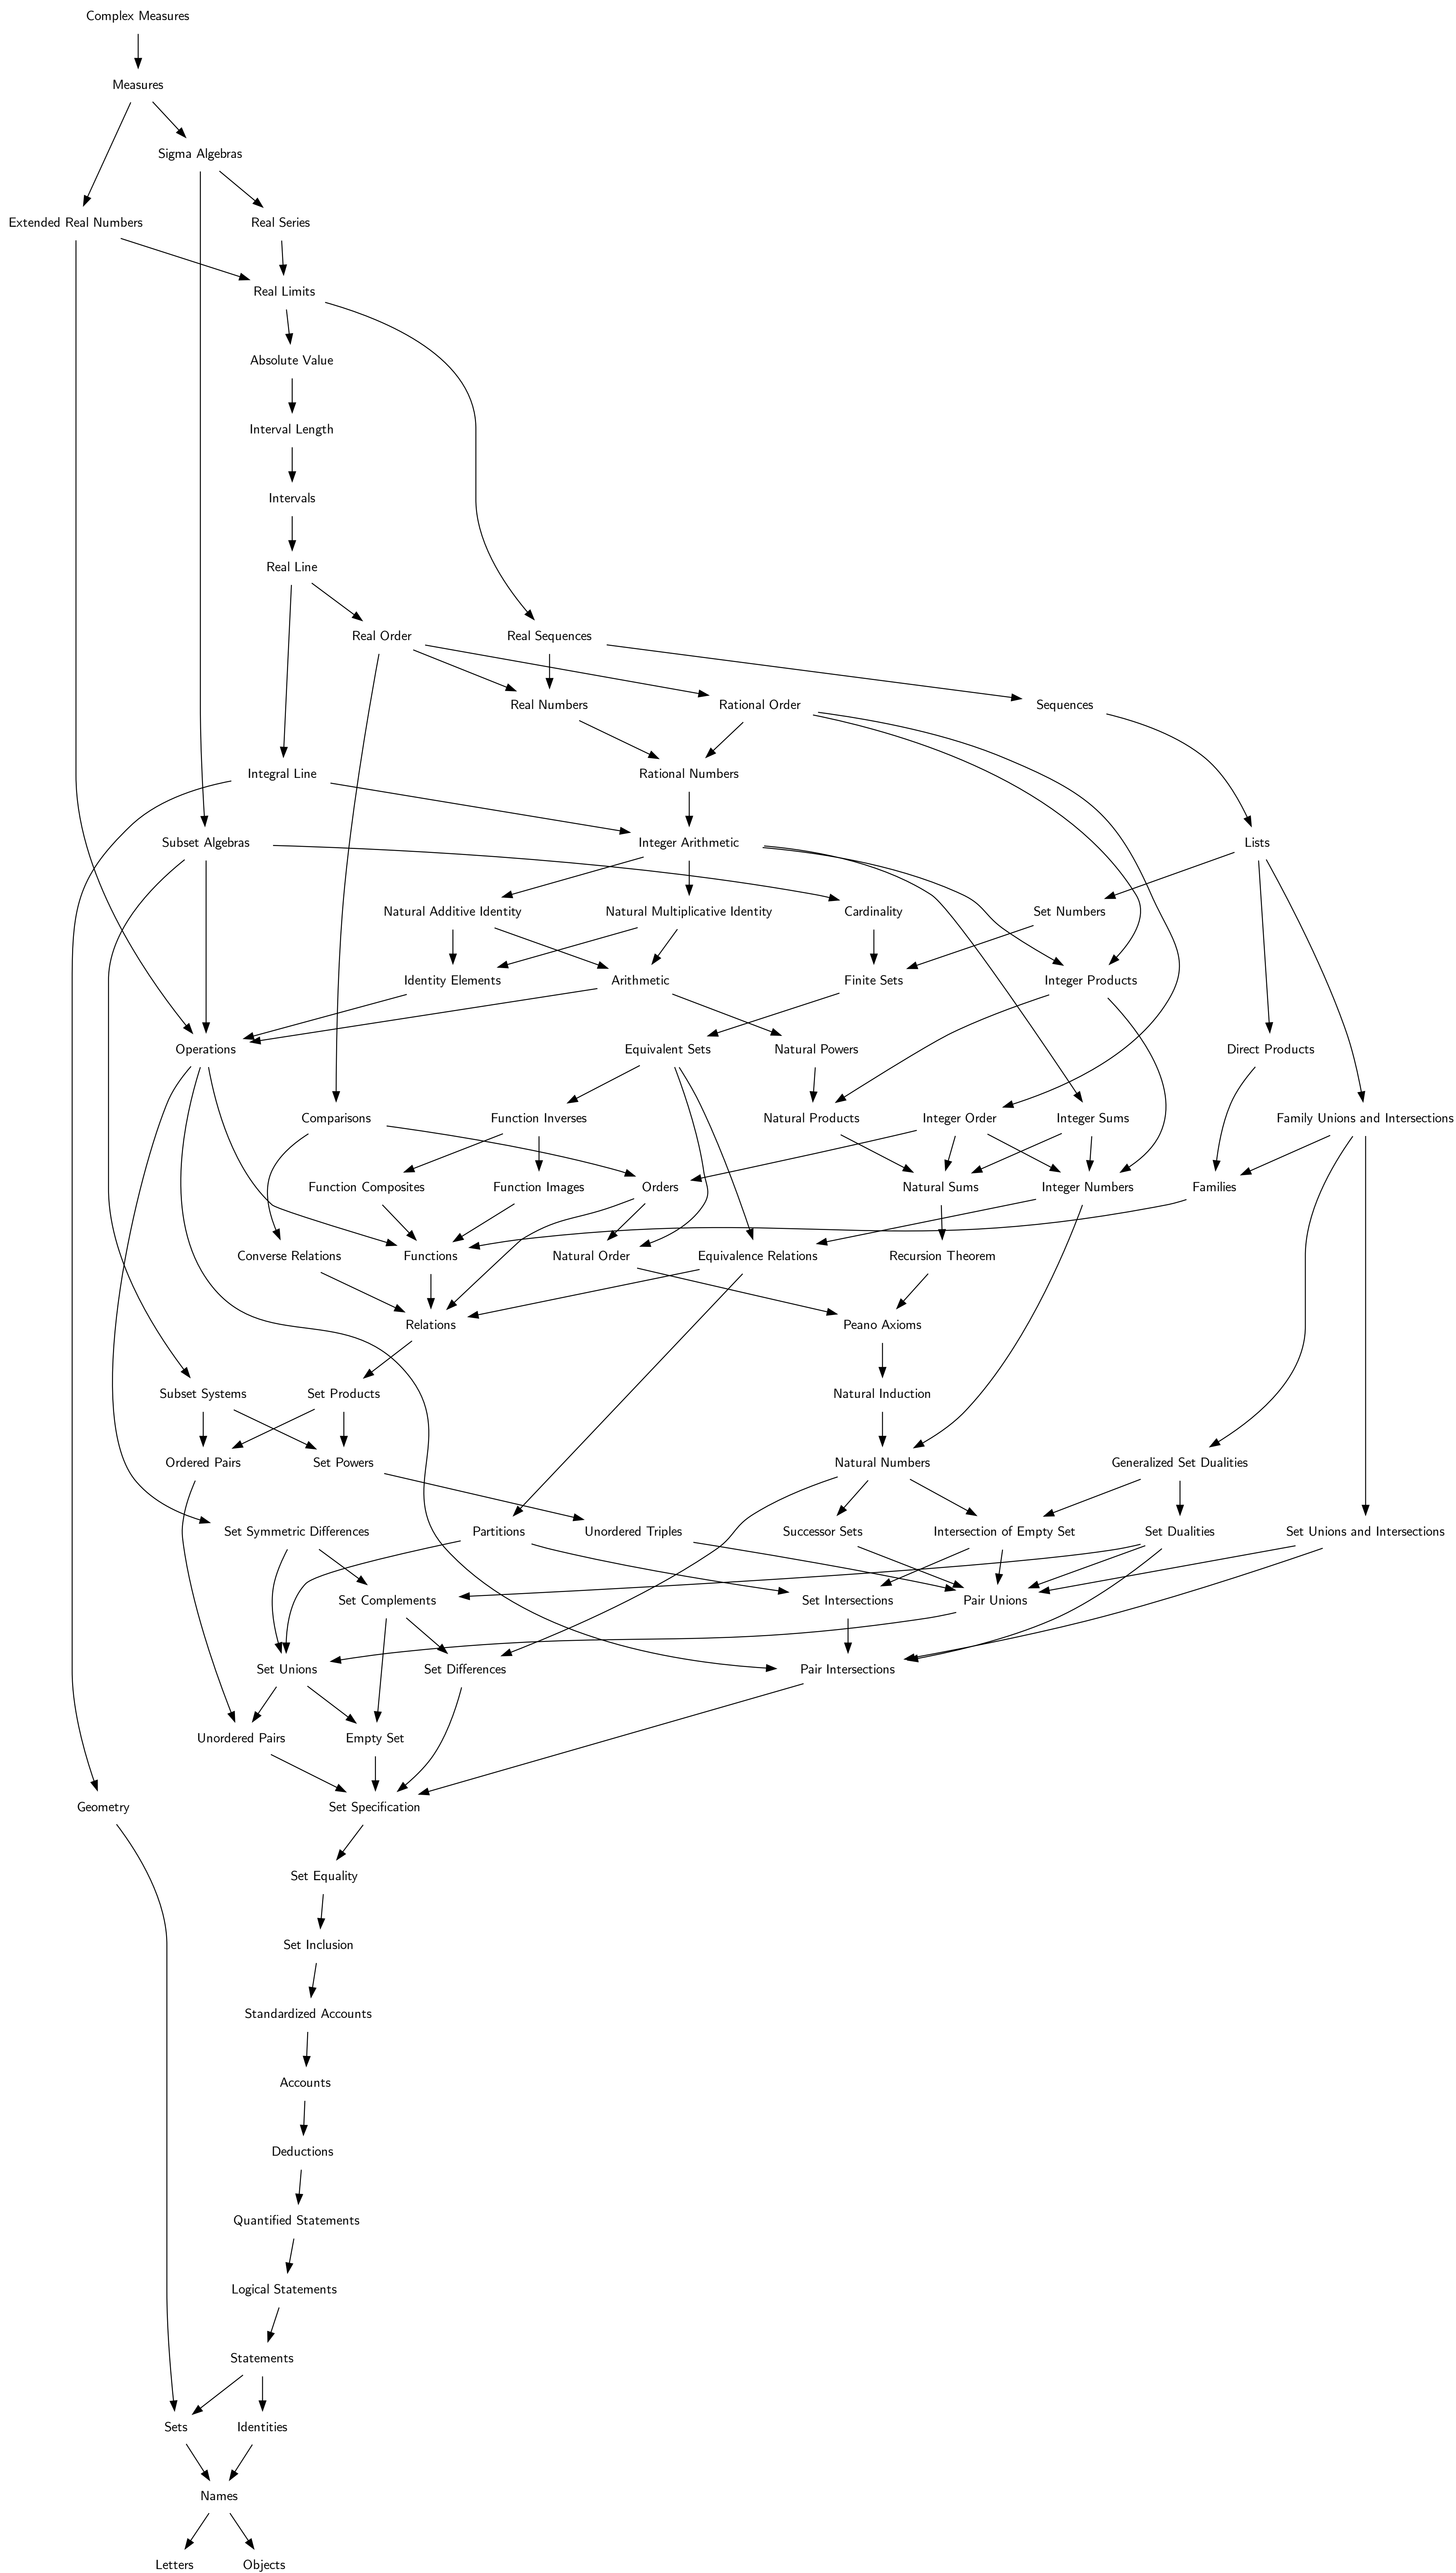 Complex Measures
Measures
Sigma Algebras
Extended Real Numbers
Real Series
Real Limits
Absolute Value
Interval Length
Intervals
Real Line
Real Order
Real Sequences
Real Numbers
Rational Order
Sequences
Integral Line
Rational Numbers
Subset Algebras
Integer Arithmetic
Lists
Natural Additive Identity
Natural Multiplicative Identity
Cardinality
Set Numbers
Identity Elements
Arithmetic
Finite Sets
Integer Products
Operations
Equivalent Sets
Natural Powers
Direct Products
Comparisons
Function Inverses
Natural Products
Integer Order
Integer Sums
Family Unions and Intersections
Function Composites
Function Images
Orders
Natural Sums
Integer Numbers
Families
Converse Relations
Functions
Natural Order
Equivalence Relations
Recursion Theorem
Relations
Peano Axioms
Subset Systems
Set Products
Natural Induction
Ordered Pairs
Set Powers
Natural Numbers
Generalized Set Dualities
Set Symmetric Differences
Partitions
Unordered Triples
Successor Sets
Intersection of Empty Set
Set Dualities
Set Unions and Intersections
Set Complements
Set Intersections
Pair Unions
Set Unions
Set Differences
Pair Intersections
Unordered Pairs
Empty Set
Geometry
Set Specification
Set Equality
Set Inclusion
Standardized Accounts
Accounts
Deductions
Quantified Statements
Logical Statements
Statements
Sets
Identities
Names
Letters
Objects